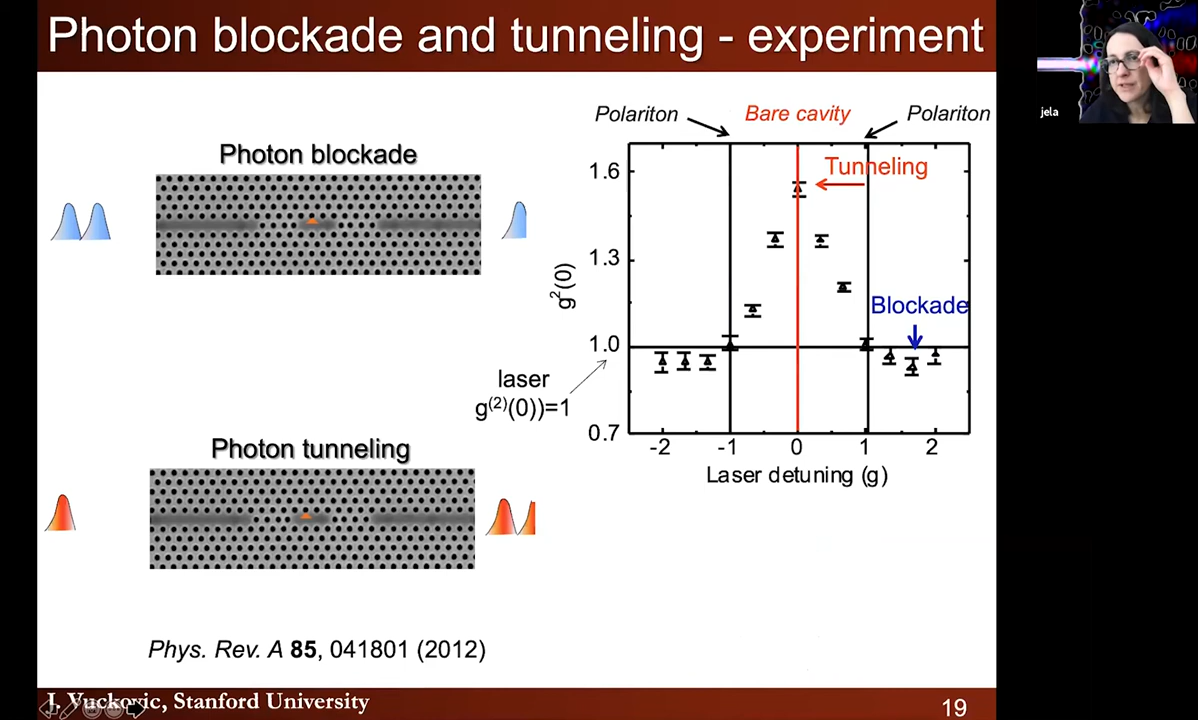 Photon blockade and tunneling - experiment
jela
Photon blockade
Photon tunneling
Phys. Rev. A 85, 041801 (2012)
Polariton
Bare cavity
Polariton
1.6
Tunneling
1.3
g²(0)
Blockade
1.0
laser
g⁽²⁾(0))=1
0.7
-2 -1 0 1 2
Laser detuning (g)
J. Vuckovic, Stanford University
19